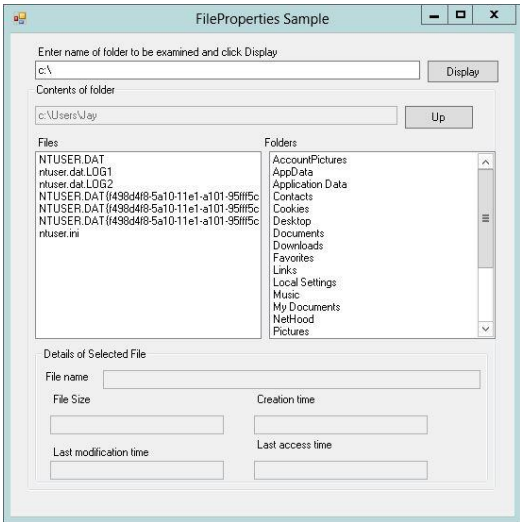 FileProperties Sample
Enter name of folder to be examined and click Display
c:\
Display
Contents of folder
c:\Users\Jay
Up
Files
NTUSER.DAT
ntuser.dat.LOG1
ntuser.dat.LOG2
NTUSER.DAT{f498d4f8-5a10-11e1-a101-95fff5c
NTUSER.DAT{f498d4f8-5a10-11e1-a101-95fff5c
NTUSER.DAT{f498d4f8-5a10-11e1-a101-95fff5c
ntuser.ini
Folders
AccountPictures
AppData
Application Data
Contacts
Cookies
Desktop
Documents
Downloads
Favorites
Links
Local Settings
Music
My Documents
NetHood
Pictures
Details of Selected File
File name
File Size
Creation time
Last modification time
Last access time